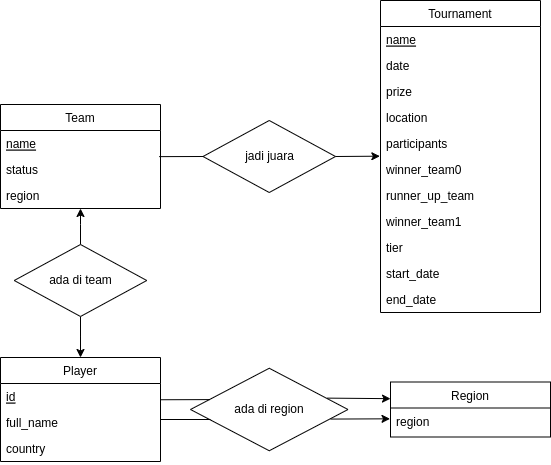 Tournament
name
date
prize
location
participants
winner_team0
runner_up_team
winner_team1
tier
start_date
end_date
Team
name
status
region
jadi juara
ada di team
Player
id
full_name
country
ada di region
Region
region